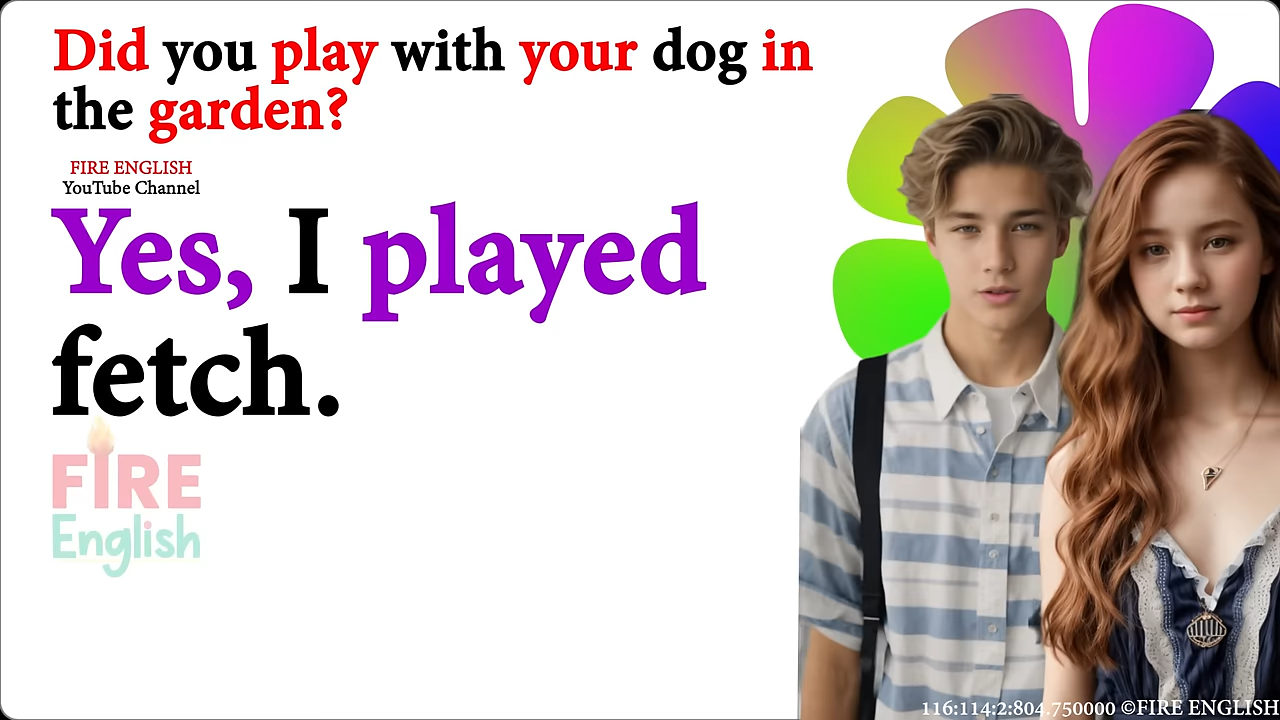 Did you play with your dog in
the garden?
FIRE ENGLISH
YouTube Channel
Yes, I played
fetch.
FIRE
English
116:114:2:804.750000 ©FIRE ENGLISH